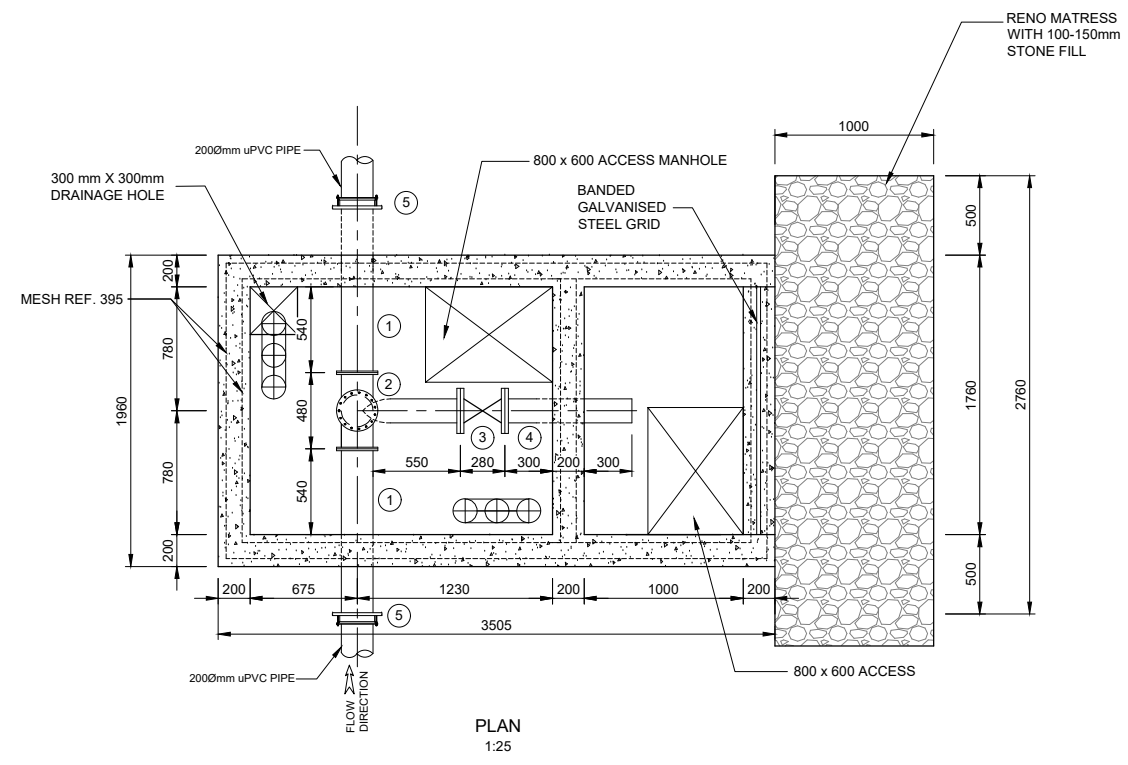 RENO MATRESS
WITH 100-150mm
STONE FILL
1000
200Ømm uPVC PIPE
800 x 600 ACCESS MANHOLE
300 mm X 300mm
DRAINAGE HOLE
BANDED
GALVANISED
STEEL GRID
5
500
2760
200
MESH REF. 395
1
540
780
2
480
1960
1760
3
4
550
280
300
200
300
780
1
540
200
500
200
675
1230
200
1000
200
5
3505
800 x 600 ACCESS
200Ømm uPVC PIPE
FLOW
DIRECTION
PLAN
1:25